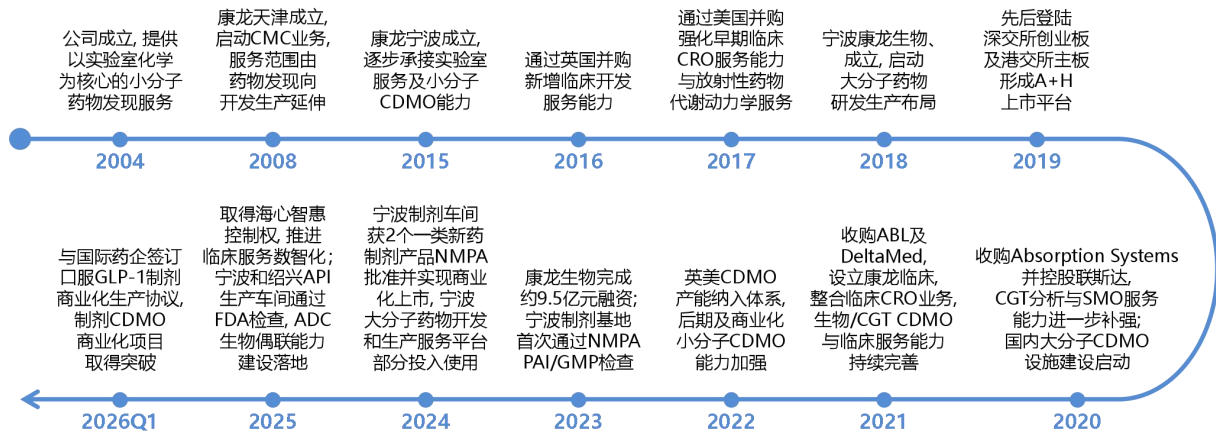 公司成立, 提供
以实验室化学
为核心的小分子
药物发现服务
2004
康龙天津成立,
启动CMC业务,
服务范围由
药物发现向
开发生产延伸
2008
康龙宁波成立,
逐步承接实验室
服务及小分子
CDMO能力
2015
通过英国并购
新增临床开发
服务能力
2016
通过美国并购
强化早期临床
CRO服务能力
与放射性药物
代谢动力学服务
2017
宁波康龙生物、
成立, 启动
大分子药物
研发生产布局
2018
先后登陆
深交所创业板
及港交所主板
形成A+H
上市平台
2019
收购Absorption Systems
并控股联斯达,
CGT分析与SMO服务
能力进一步补强;
国内大分子CDMO
设施建设启动
2020
收购ABL及
DeltaMed,
设立康龙临床,
整合临床CRO业务,
生物/CGT CDMO
与临床服务能力
持续完善
2021
英美CDMO
产能纳入体系,
后期及商业化
小分子CDMO
能力加强
2022
康龙生物完成
约9.5亿元融资;
宁波制剂基地
首次通过NMPA
PAI/GMP检查
2023
宁波制剂车间
获2个一类新药
制剂产品NMPA
批准并实现商业
化上市, 宁波
大分子药物开发
和生产服务平台
部分投入使用
2024
取得海心智惠
控制权, 推进
临床服务数智化;
宁波和绍兴API
生产车间通过
FDA检查, ADC
生物偶联能力
建设落地
2025
与国际药企签订
口服GLP-1制剂
商业化生产协议,
制剂CDMO
商业化项目
取得突破
2026Q1